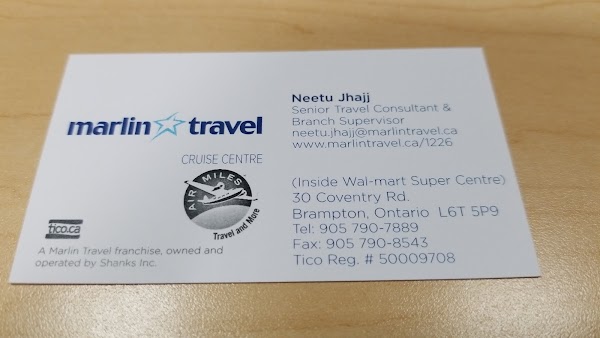 marlin travel
CRUISE CENTRE
AIR MILES
Travel and More
tico.ca
A Marlin Travel franchise, owned and
operated by Shanks Inc.
Neetu Jhajj
Senior Travel Consultant &
Branch Supervisor
neetu.jhajj@marlintravel.ca
www.marlintravel.ca/1226
(Inside Wal-mart Super Centre)
30 Coventry Rd.
Brampton, Ontario L6T 5P9
Tel: 905 790-7889
Fax: 905 790-8543
Tico Reg. # 50009708